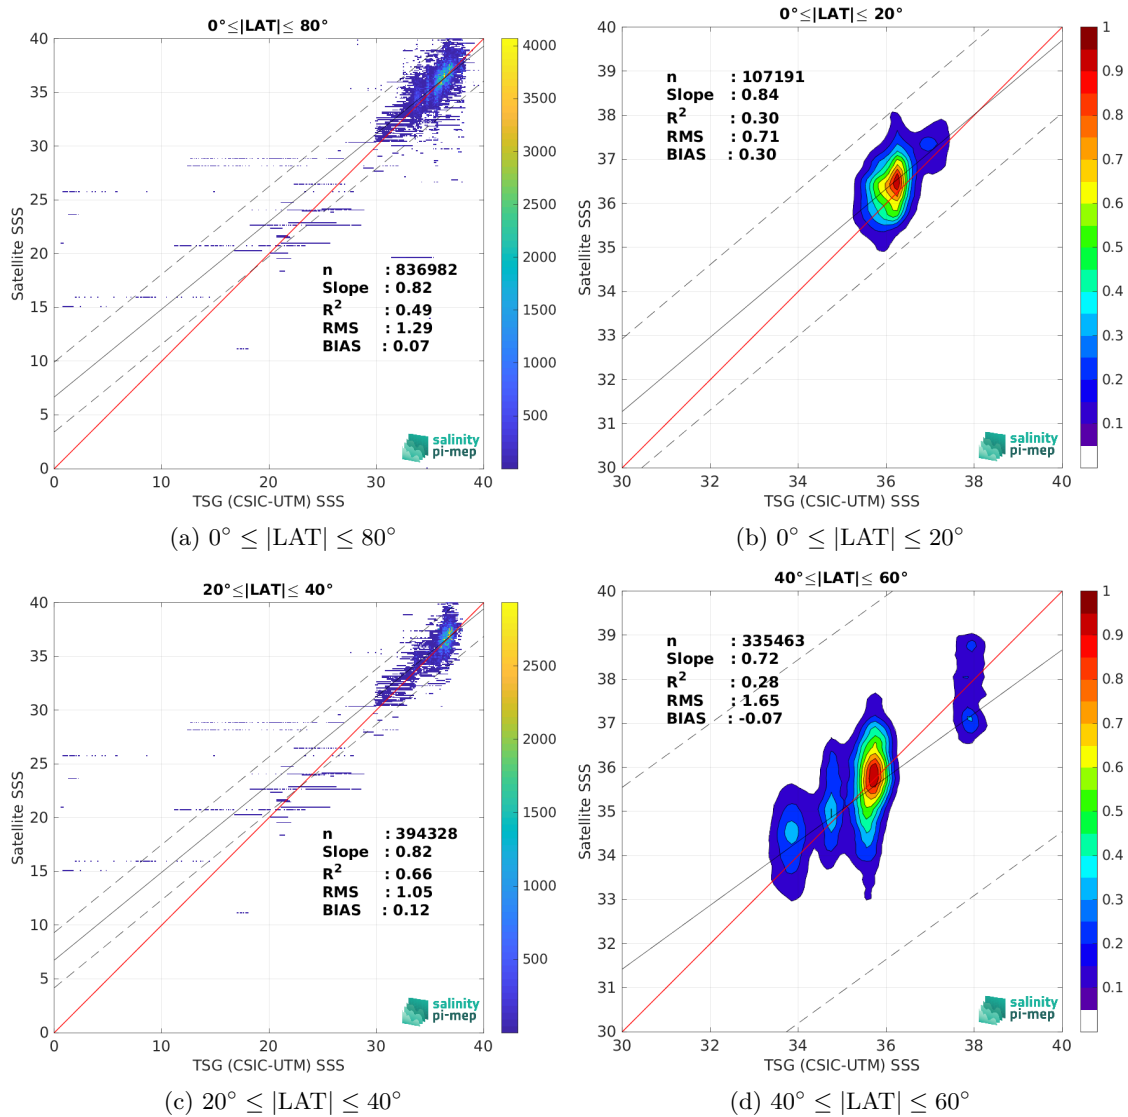 0°≤|LAT|≤ 80°
40
35
30
25
20
15
10
5
0
Satellite SSS
n : 836982
Slope : 0.82
R² : 0.49
RMS : 1.29
BIAS : 0.07
salinity
pi-mep
0 10 20 30 40
TSG (CSIC-UTM) SSS
4000
3500
3000
2500
2000
1500
1000
500
(a) 0° ≤ |LAT| ≤ 80°
0°≤|LAT|≤ 20°
40
39
38
37
36
35
34
33
32
31
30
Satellite SSS
n : 107191
Slope : 0.84
R² : 0.30
RMS : 0.71
BIAS : 0.30
salinity
pi-mep
30 32 34 36 38 40
TSG (CSIC-UTM) SSS
1
0.9
0.8
0.7
0.6
0.5
0.4
0.3
0.2
0.1
(b) 0° ≤ |LAT| ≤ 20°
20°≤|LAT|≤ 40°
40
35
30
25
20
15
10
5
0
Satellite SSS
n : 394328
Slope : 0.82
R² : 0.66
RMS : 1.05
BIAS : 0.12
salinity
pi-mep
0 10 20 30 40
TSG (CSIC-UTM) SSS
2500
2000
1500
1000
500
(c) 20° ≤ |LAT| ≤ 40°
40°≤|LAT|≤ 60°
40
39
38
37
36
35
34
33
32
31
30
Satellite SSS
n : 335463
Slope : 0.72
R² : 0.28
RMS : 1.65
BIAS : -0.07
salinity
pi-mep
30 32 34 36 38 40
TSG (CSIC-UTM) SSS
1
0.9
0.8
0.7
0.6
0.5
0.4
0.3
0.2
0.1
(d) 40° ≤ |LAT| ≤ 60°